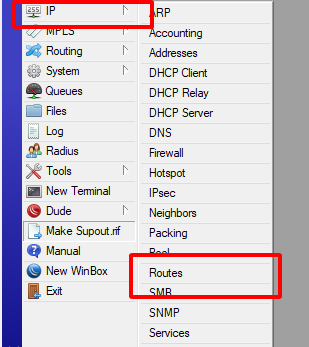 IP
MPLS
Routing
System
Queues
Files
Log
Radius
Tools
New Terminal
Dude
Make Supout.rif
Manual
New WinBox
Exit
ARP
Accounting
Addresses
DHCP Client
DHCP Relay
DHCP Server
DNS
Firewall
Hotspot
IPsec
Neighbors
Packing
Pool
Routes
SMB
SNMP
Services